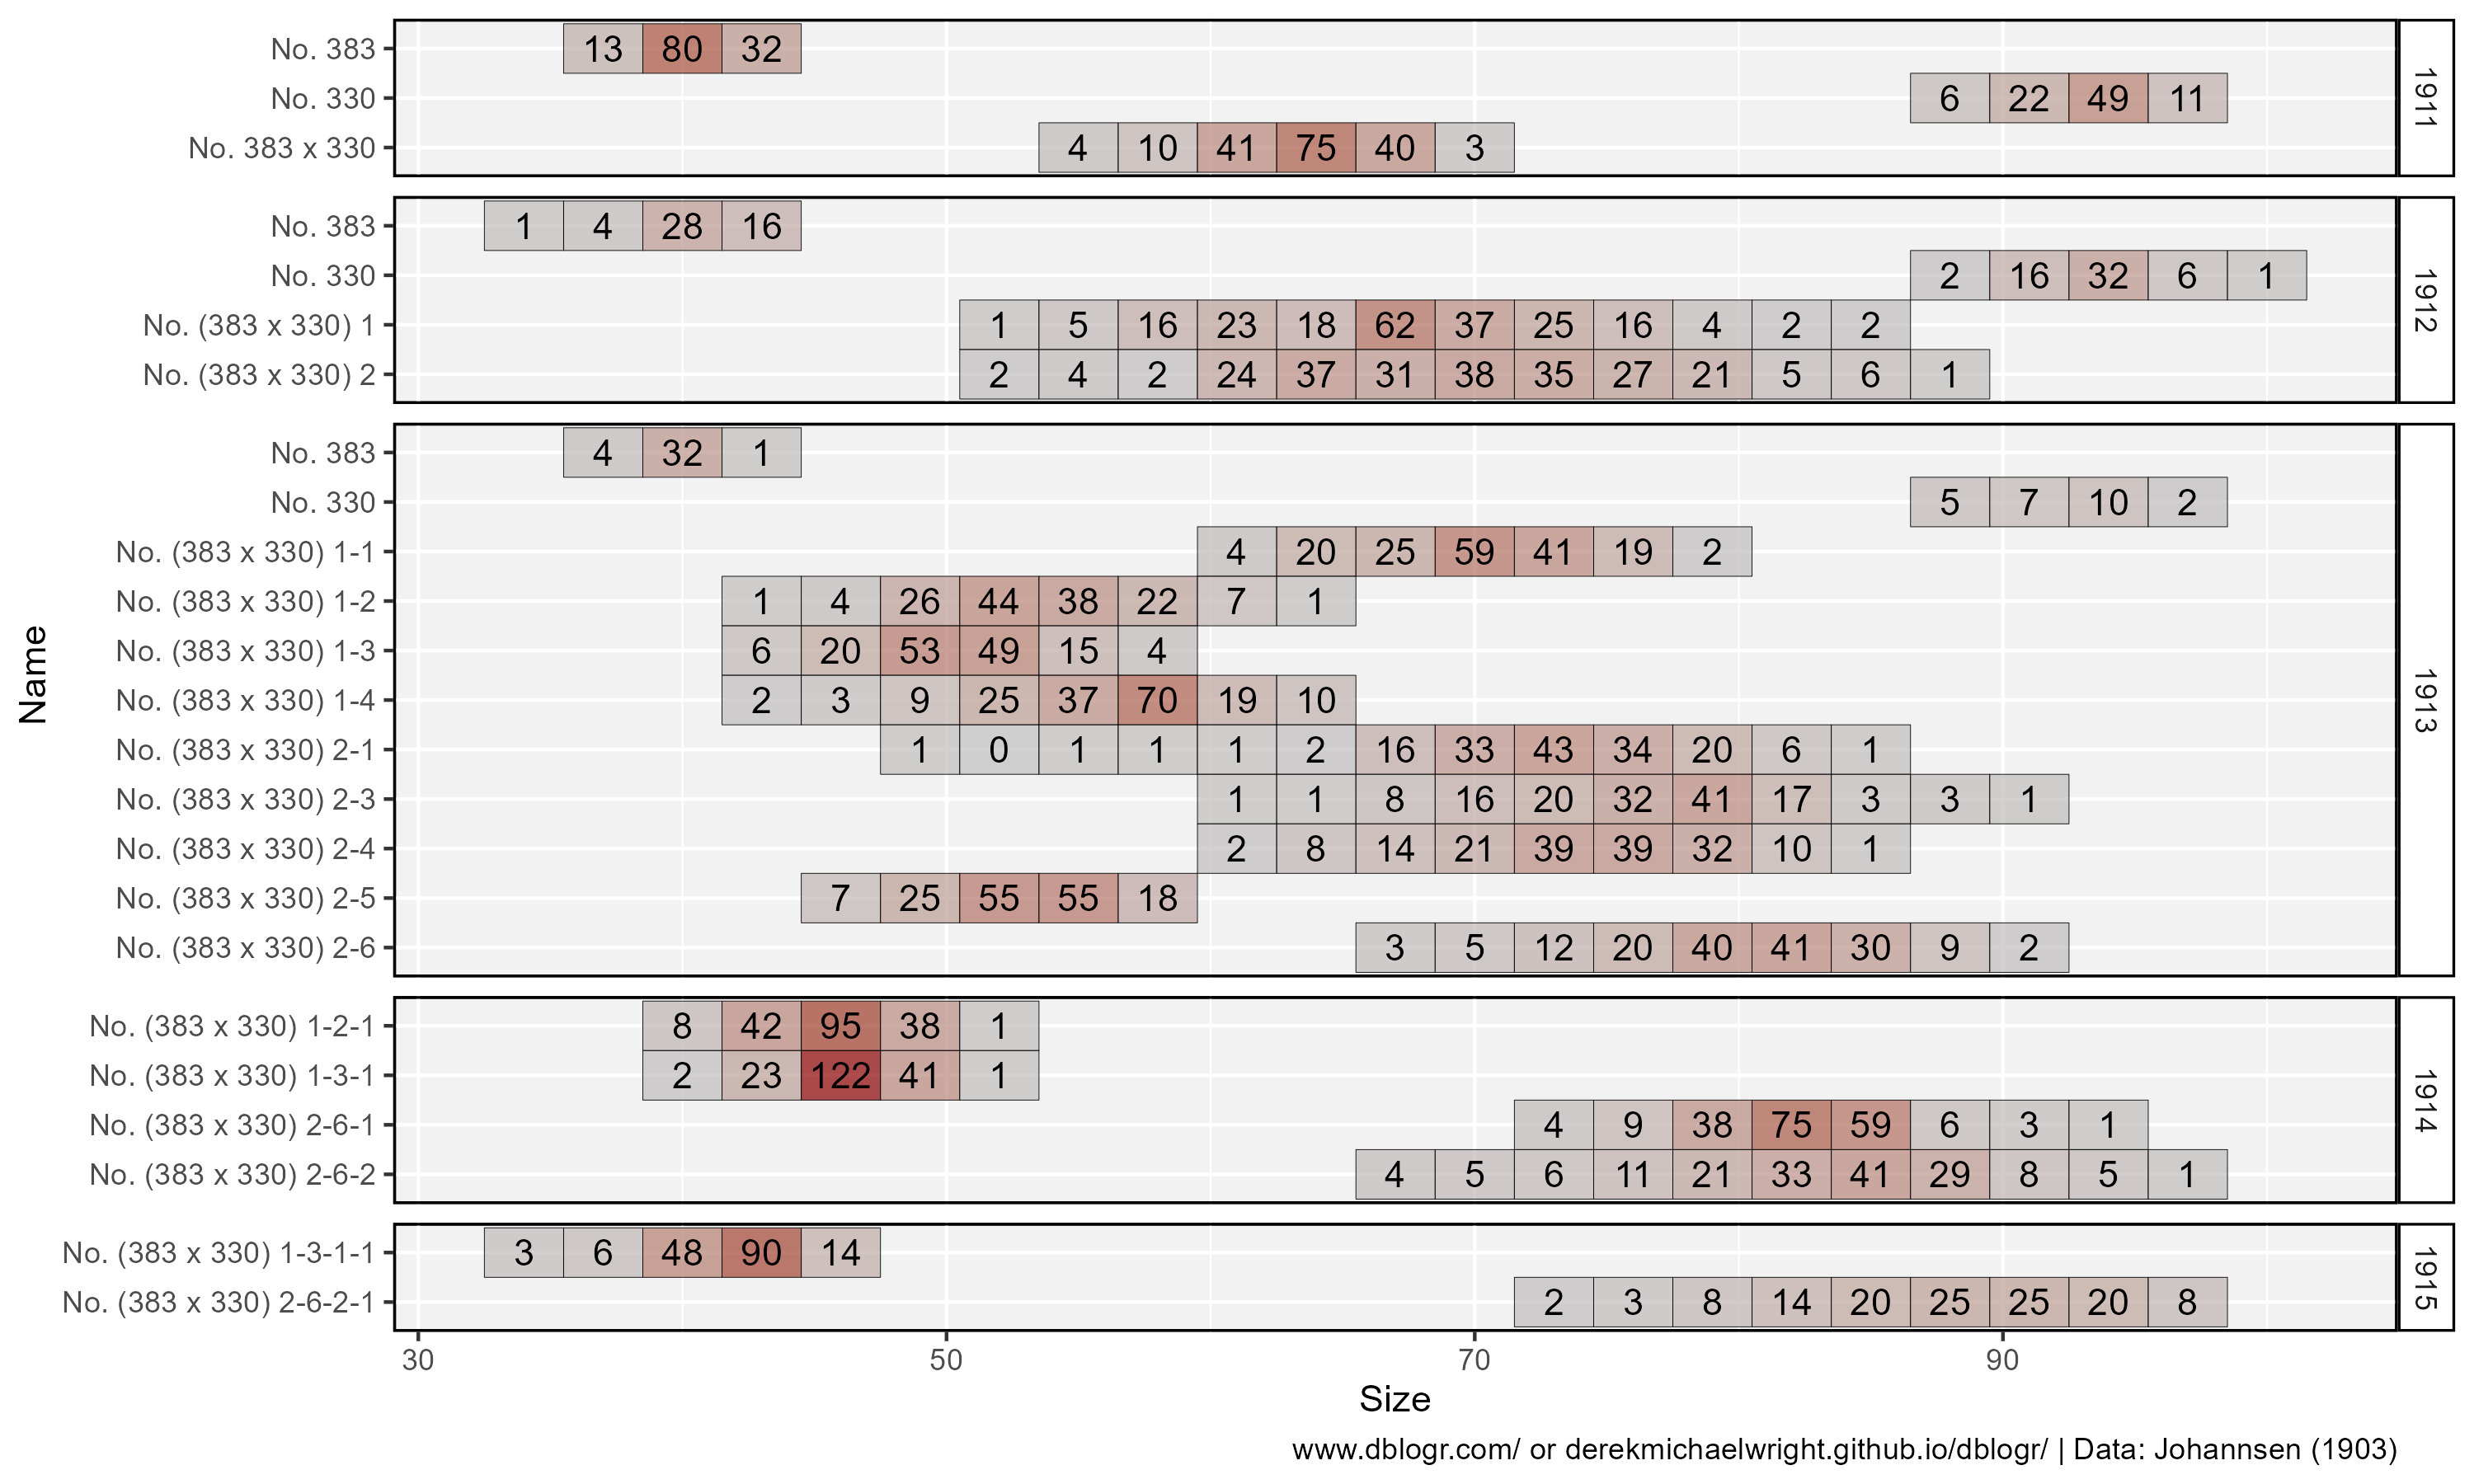 No. 383 13 80 32
No. 330 6 22 49 11
No. 383 x 330 4 10 41 75 40 3
1911
No. 383 1 4 28 16
No. 330 2 16 32 6 1
No. (383 x 330) 1 1 5 16 23 18 62 37 25 16 4 2 2
No. (383 x 330) 2 2 4 2 24 37 31 38 35 27 21 5 6 1
1912
No. 383 4 32 1
No. 330 5 7 10 2
No. (383 x 330) 1-1 4 20 25 59 41 19 2
No. (383 x 330) 1-2 1 4 26 44 38 22 7 1
No. (383 x 330) 1-3 6 20 53 49 15 4
No. (383 x 330) 1-4 2 3 9 25 37 70 19 10
No. (383 x 330) 2-1 1 0 1 1 1 2 16 33 43 34 20 6 1
No. (383 x 330) 2-3 1 1 8 16 20 32 41 17 3 3 1
No. (383 x 330) 2-4 2 8 14 21 39 39 32 10 1
No. (383 x 330) 2-5 7 25 55 55 18
No. (383 x 330) 2-6 3 5 12 20 40 41 30 9 2
1913
No. (383 x 330) 1-2-1 8 42 95 38 1
No. (383 x 330) 1-3-1 2 23 122 41 1
No. (383 x 330) 2-6-1 4 9 38 75 59 6 3 1
No. (383 x 330) 2-6-2 4 5 6 11 21 33 41 29 8 5 1
1914
No. (383 x 330) 1-3-1-1 3 6 48 90 14
No. (383 x 330) 2-6-2-1 2 3 8 14 20 25 25 20 8
1915
Name
30 50 70 90
Size
www.dblogr.com/ or derekmichaelwright.github.io/dblogr/ | Data: Johannsen (1903)